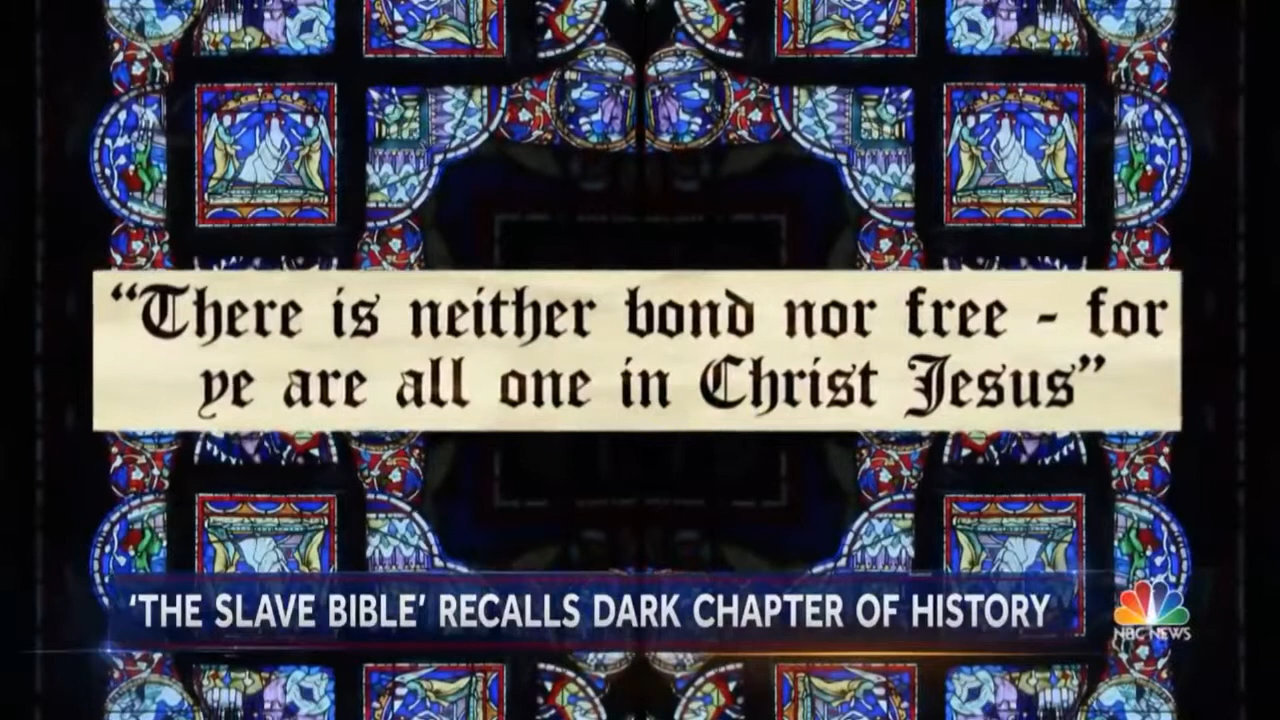 “There is neither bond nor free - for
ye are all one in Christ Jesus”
‘THE SLAVE BIBLE’ RECALLS DARK CHAPTER OF HISTORY
NBC NEWS